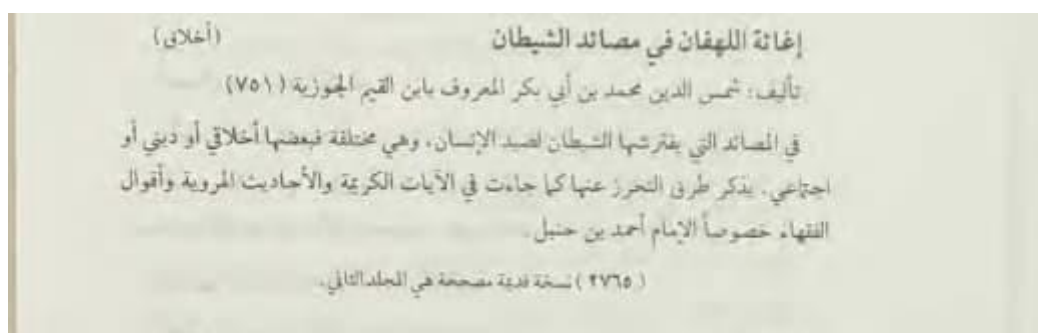 إغاثة اللهفان في مصائد الشيطان (أخلاق)
تأليف: شمس الدين محمد بن أبي بكر المعروف بابن القيم الجوزية (٧٥١)
في المصائد التي يفترشها الشيطان لصيد الإنسان، وهي مختلفة فبعضها أخلاقي أو ديني أو
اجتماعي. يذكر طرق التحرز عنها كما جاءت في الآيات الكريمة والأحاديث المروية وأقوال
الفقهاء خصوصاً الإمام أحمد بن حنبل.
(٢٧٦٥) نسخة قديمة مصححة هي المجلد الثاني.